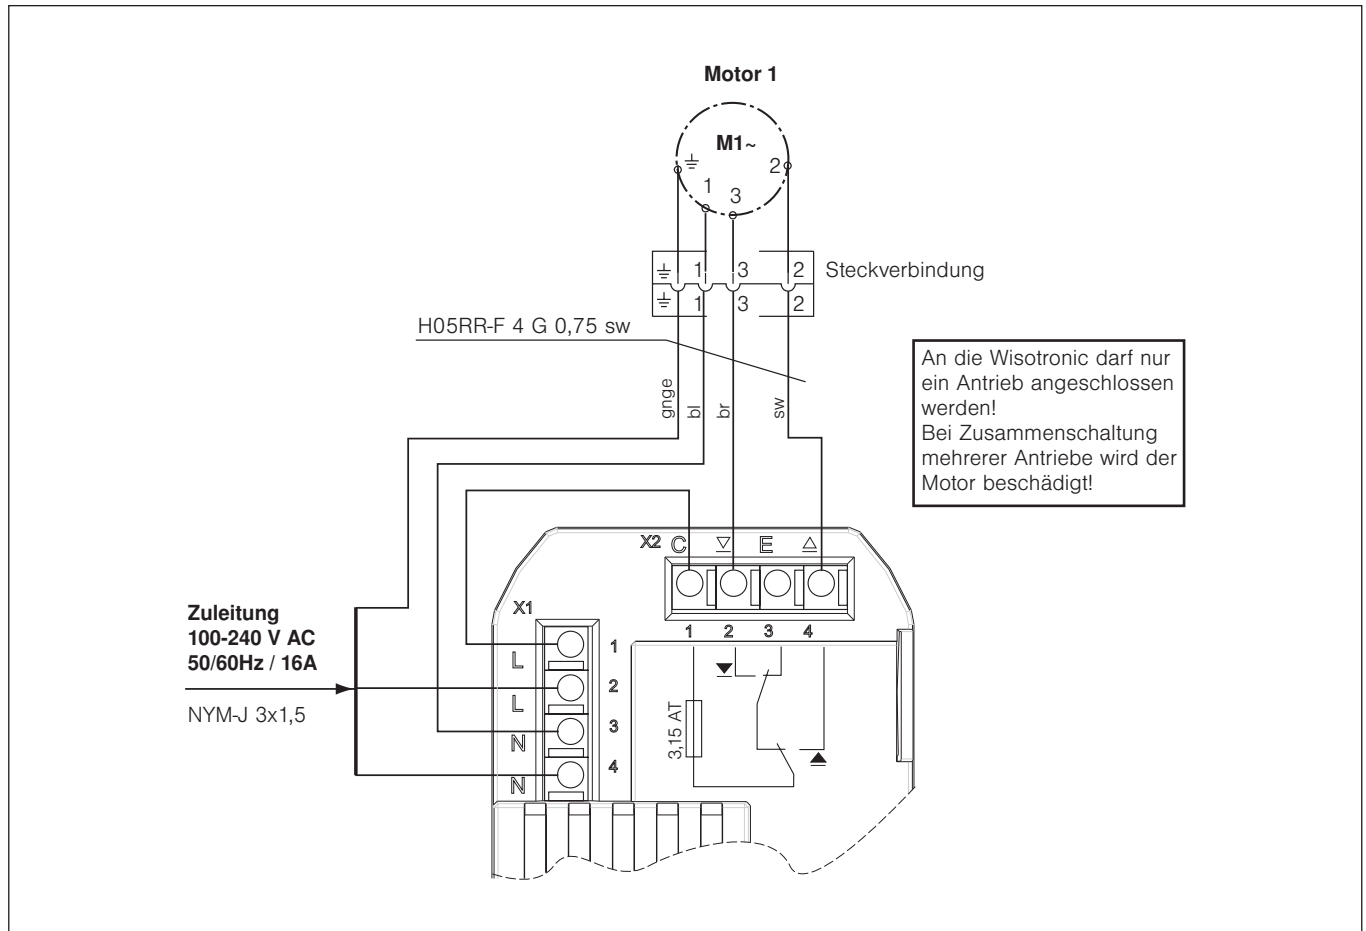 Motor 1
M1~
1
3
2
1 3 2
Steckverbindung
1 3 2
H05RR-F 4 G 0,75 sw
gnge
bl
br
sw
An die Wisotronic darf nur
ein Antrieb angeschlossen
werden!
Bei Zusammenschaltung
mehrerer Antriebe wird der
Motor beschädigt!
X2 C E
1 2 3 4
X1
Zuleitung
100-240 V AC
50/60Hz / 16A
NYM-J 3x1,5
L 1
L 2
N 3
N 4
3,15 AT